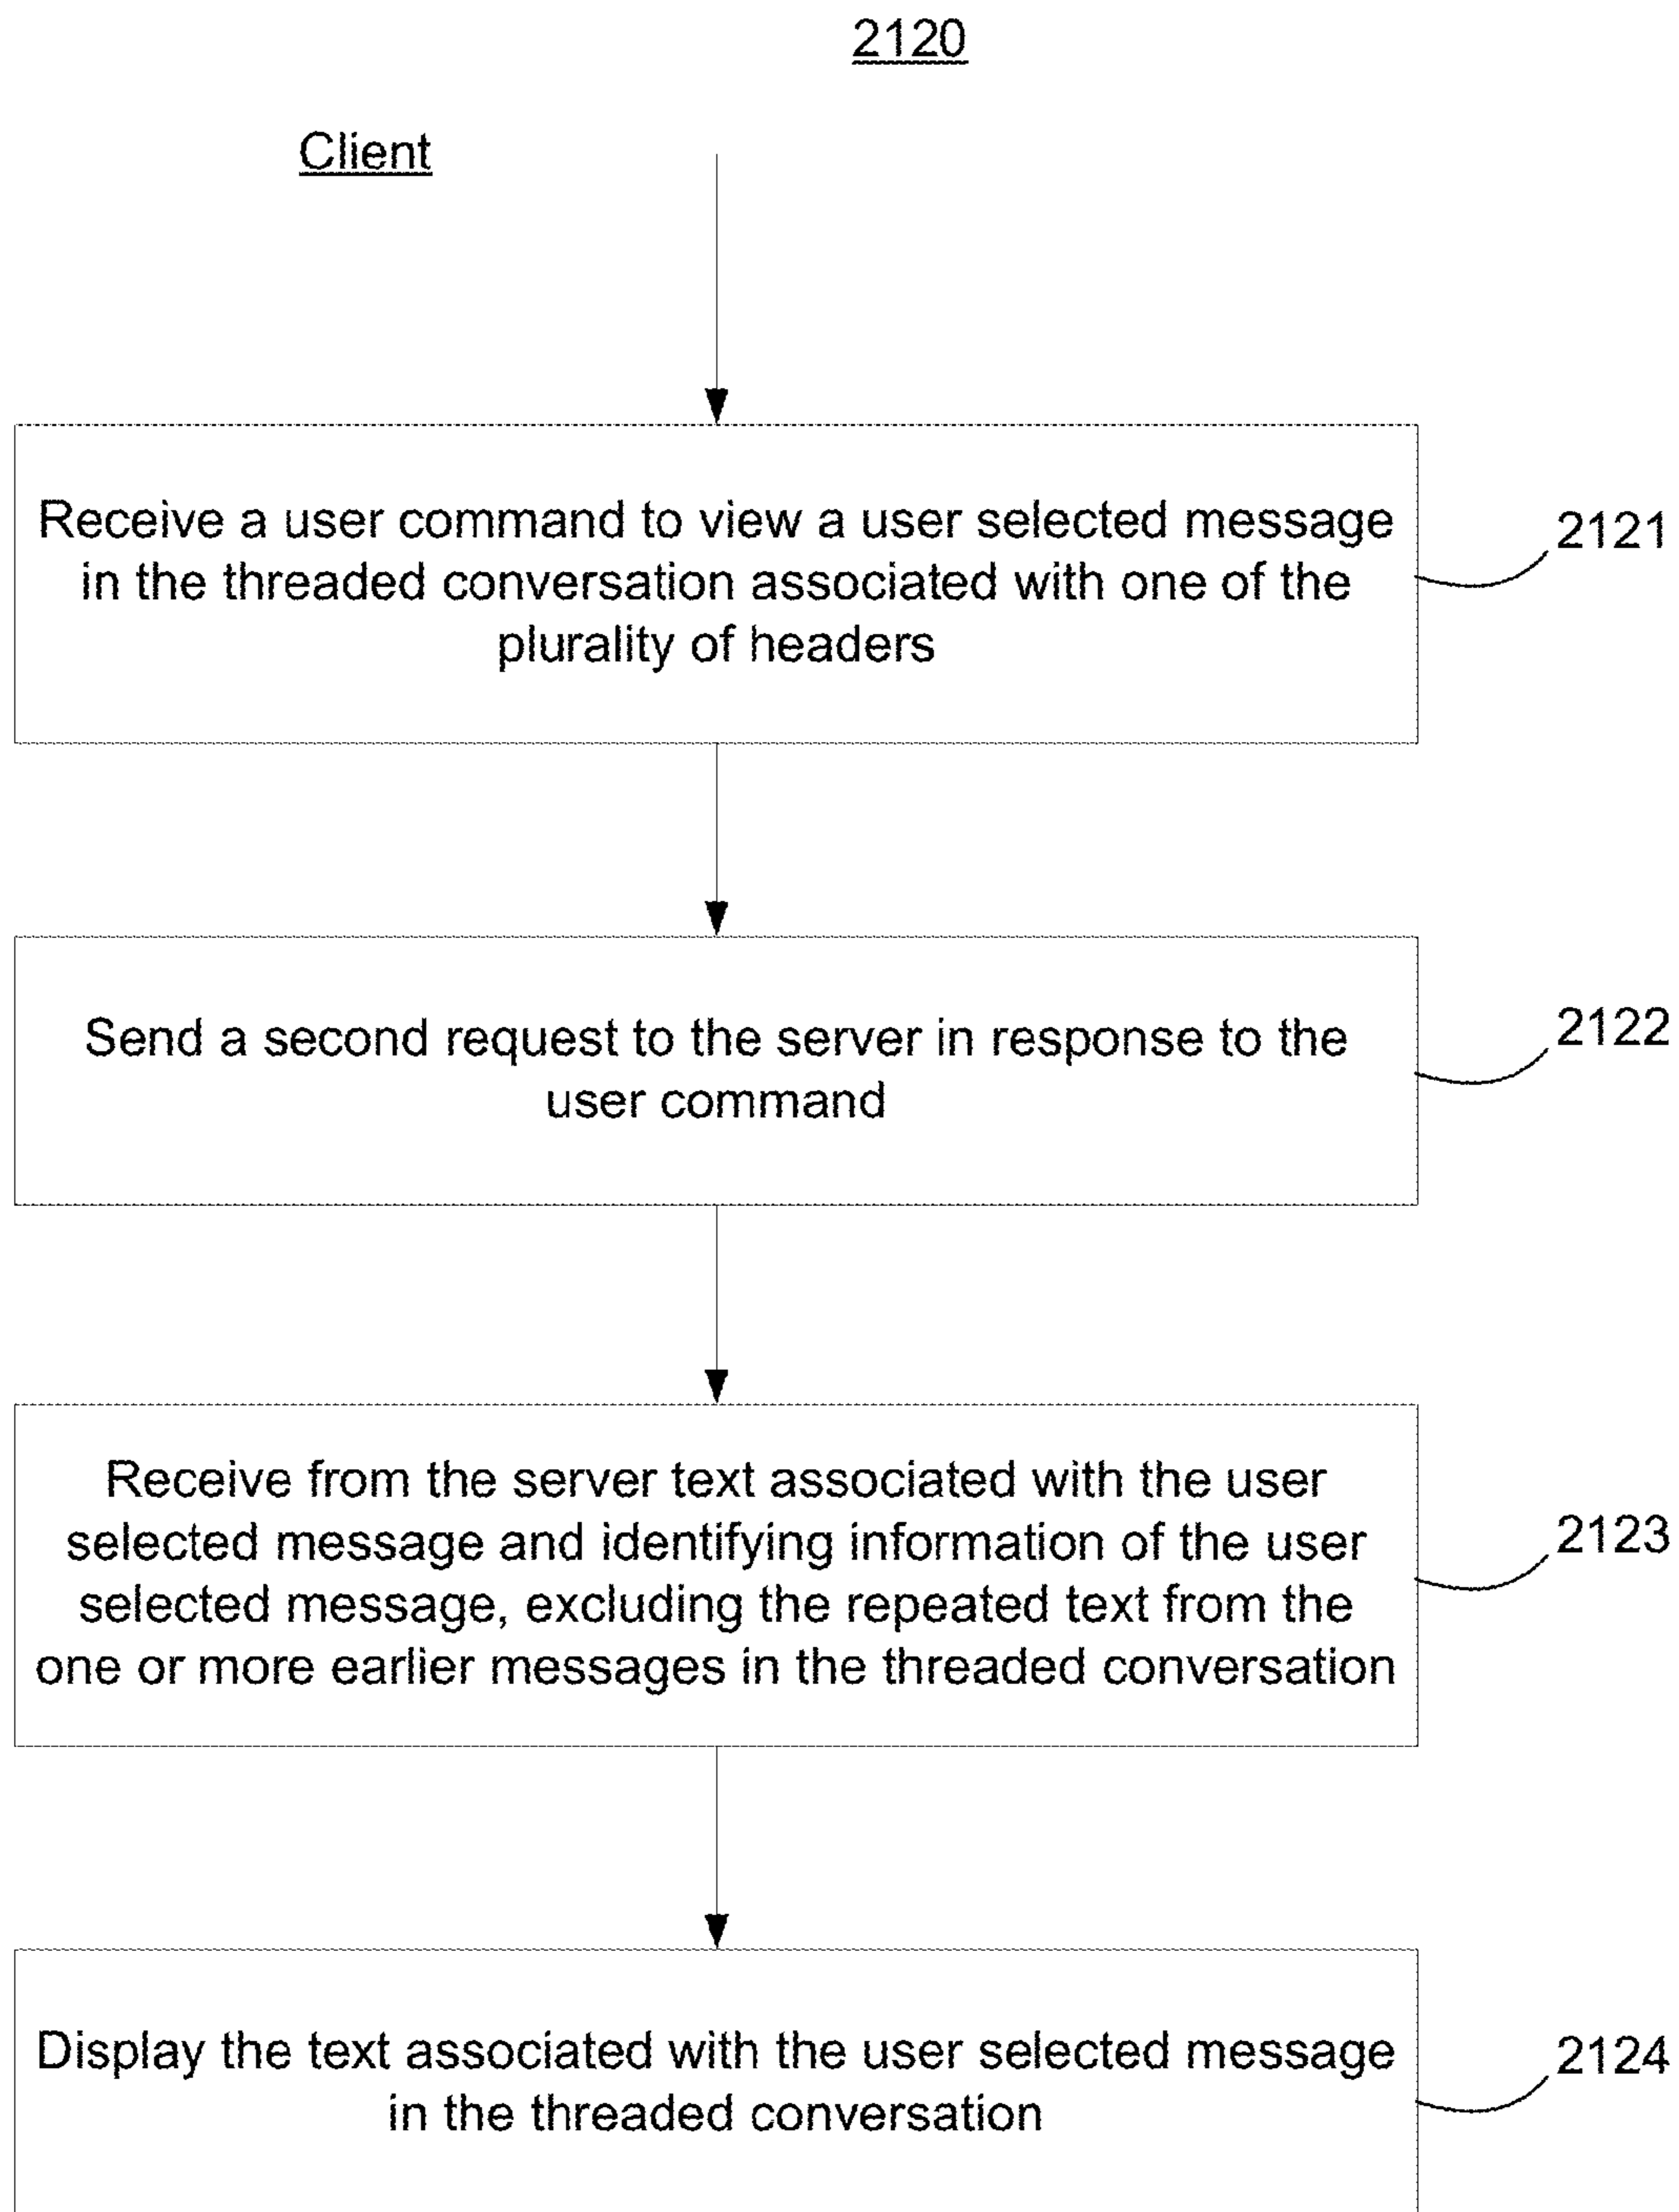 2120
Client
Receive a user command to view a user selected message
in the threaded conversation associated with one of the
plurality of headers
2121
Send a second request to the server in response to the
user command
2122
Receive from the server text associated with the user
selected message and identifying information of the user
selected message, excluding the repeated text from the
one or more earlier messages in the threaded conversation
2123
Display the text associated with the user selected message
in the threaded conversation
2124